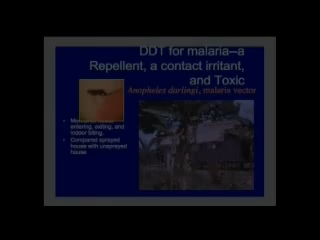 DDT for malaria—a
Repellent, a contact irritant,
and Toxic
Anopheles darlingi, malaria vector
entering, exiting, and
indoor biting.
Compared sprayed
house with unsprayed
house